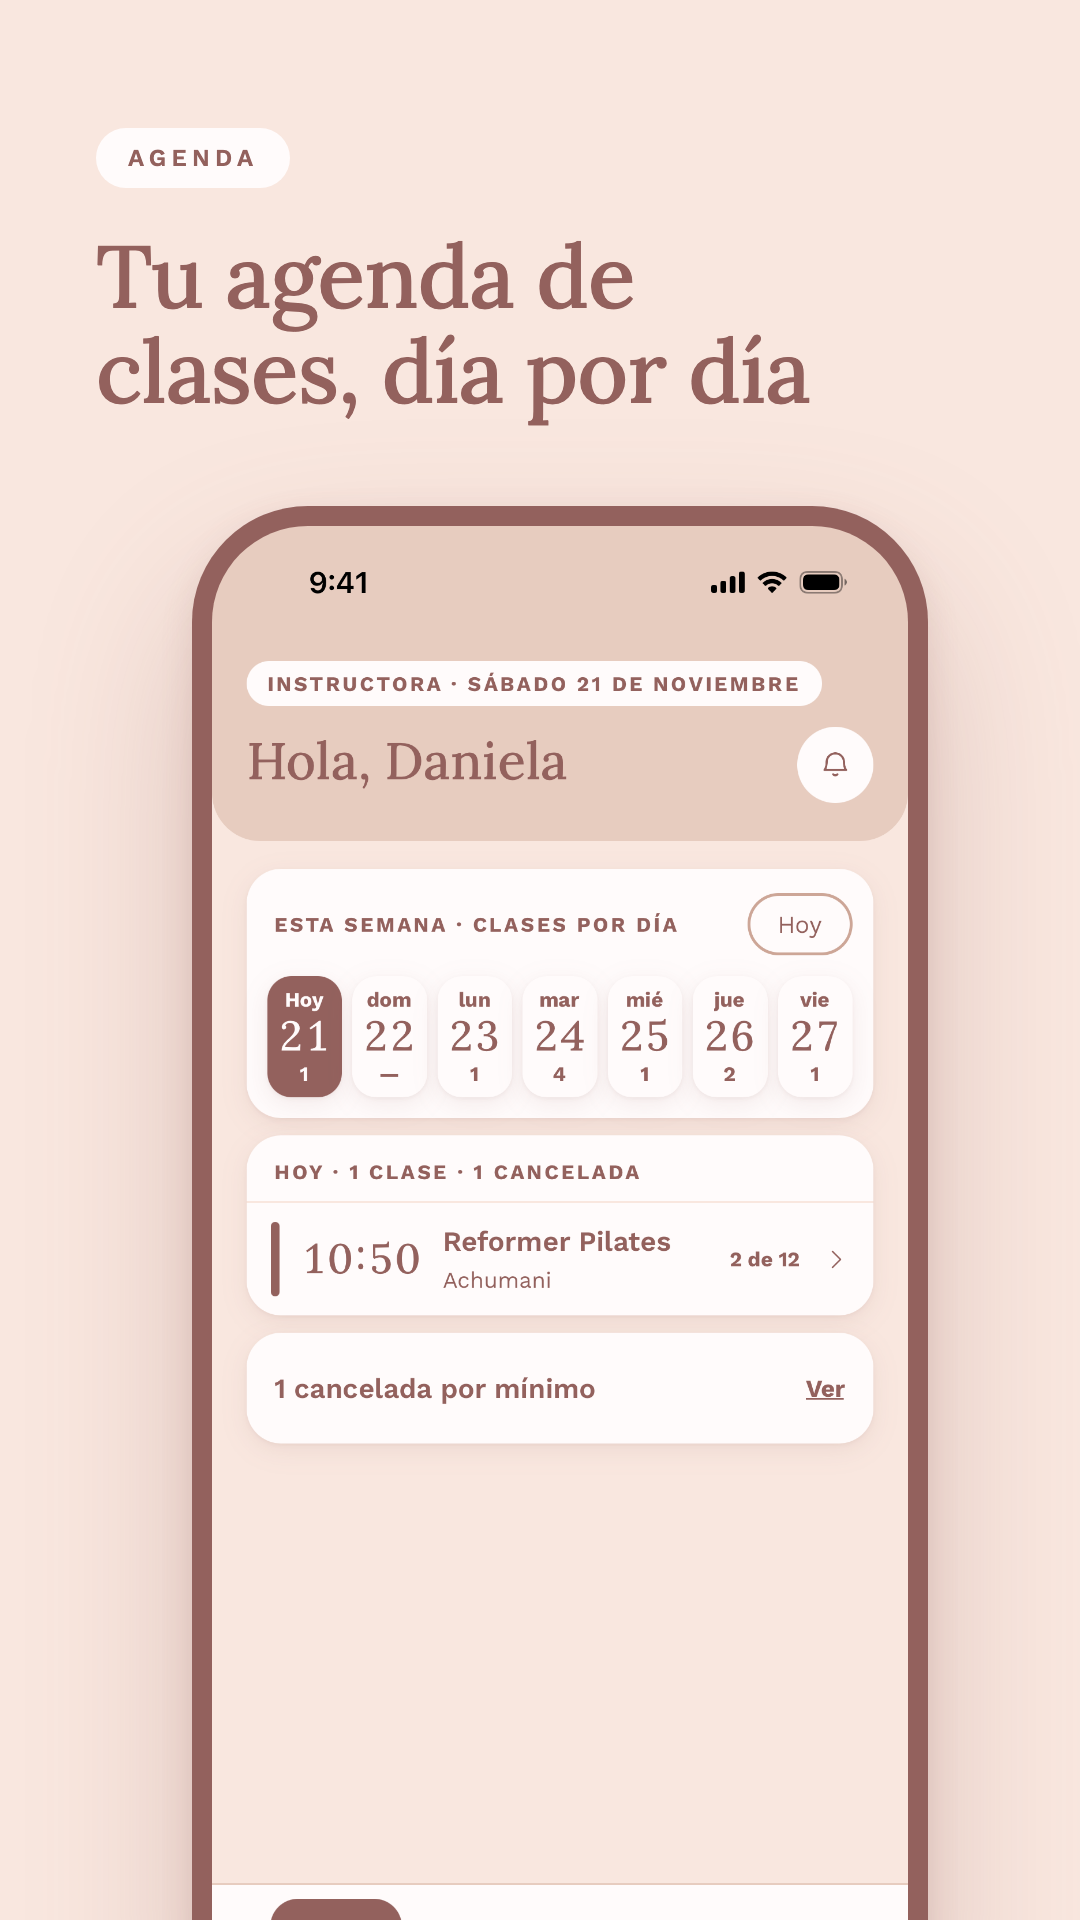 AGENDA
Tu agenda de
clases, día por día
9:41
INSTRUCTORA · SÁBADO 21 DE NOVIEMBRE
Hola, Daniela
ESTA SEMANA · CLASES POR DÍA
Hoy
Hoy dom lun mar mié jue vie
21 22 23 24 25 26 27
1 — 1 4 1 2 1
HOY · 1 CLASE · 1 CANCELADA
10:50 Reformer Pilates 2 de 12
Achumani
1 cancelada por mínimo Ver